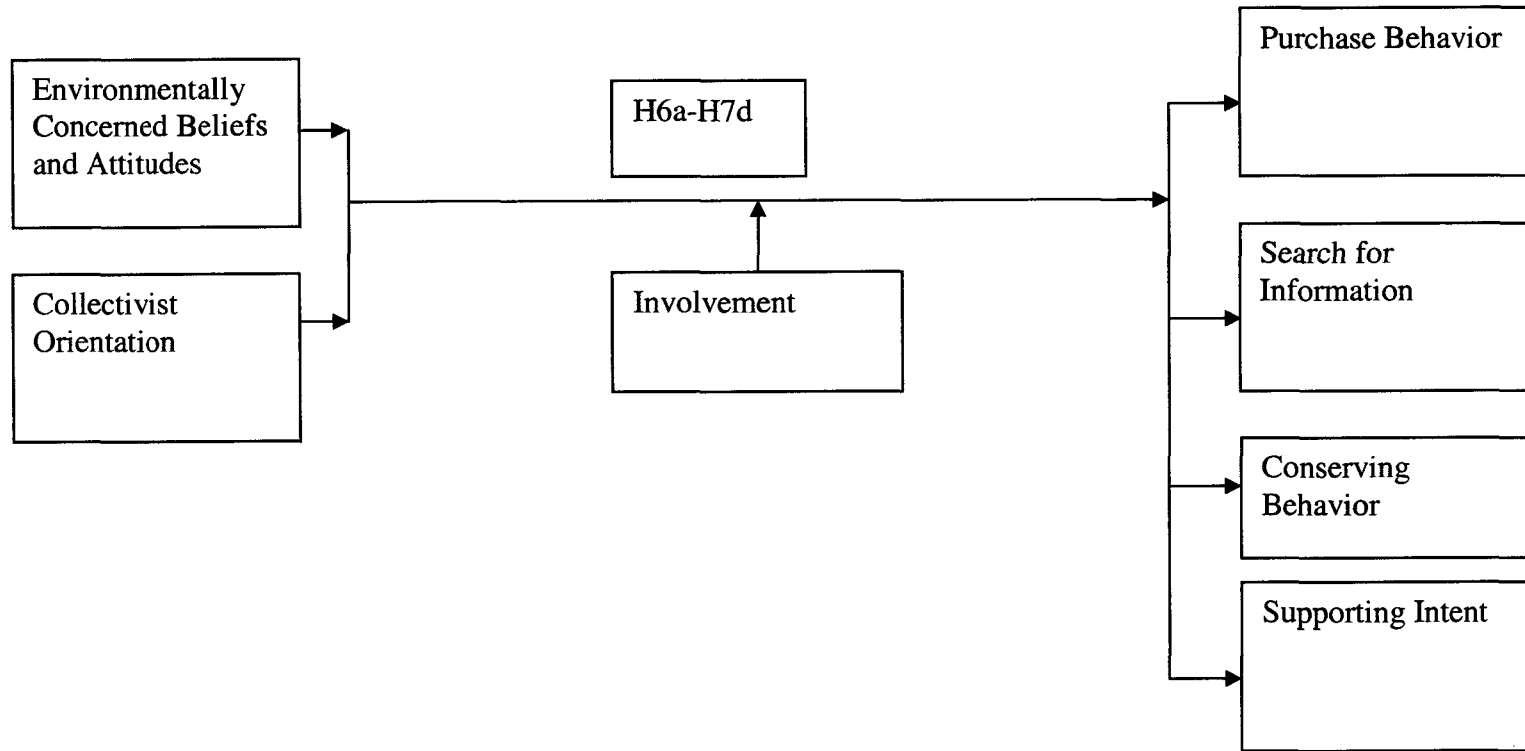 Environmentally
Concerned Beliefs
and Attitudes
Collectivist
Orientation
H6a-H7d
Involvement
Purchase Behavior
Search for
Information
Conserving
Behavior
Supporting Intent